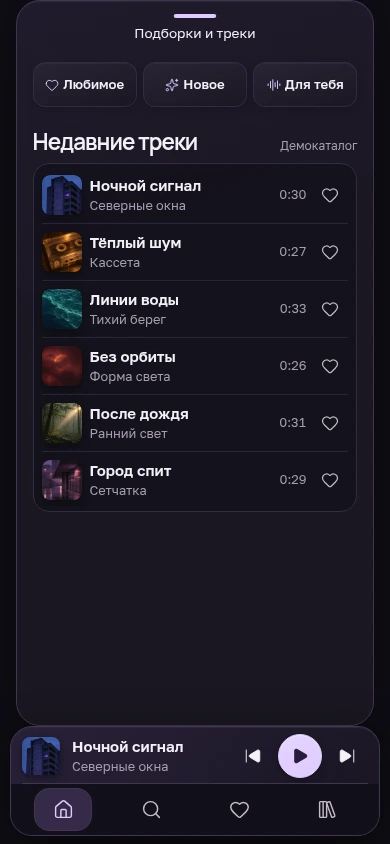 Подборки и треки
Любимое
Новое
Для тебя
Недавние треки
Демокаталог
Ночной сигнал
Северные окна
0:30
Тёплый шум
Кассета
0:27
Линии воды
Тихий берег
0:33
Без орбиты
Форма света
0:26
После дождя
Ранний свет
0:31
Город спит
Сетчатка
0:29
Ночной сигнал
Северные окна